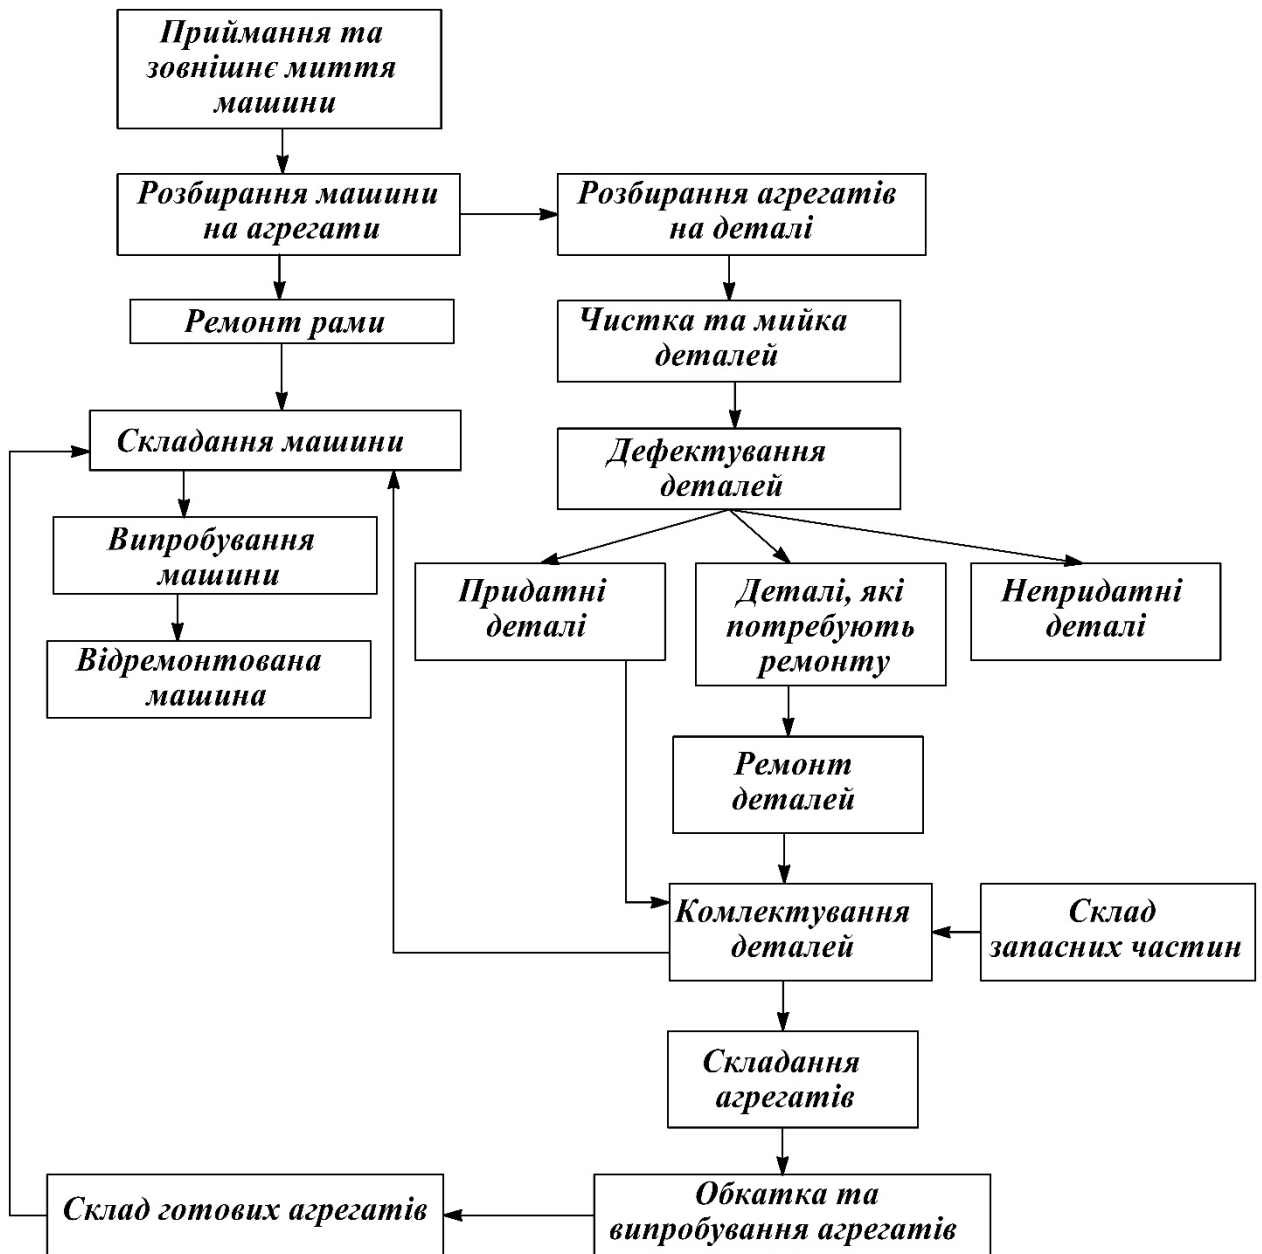 Приймання та
зовнішнє миття
машини
Розбирання машини
на агрегати
Розбирання агрегатів
на деталі
Ремонт рами
Чистка та мийка
деталей
Складання машини
Дефектування
деталей
Випробування
машини
Придатні
деталі
Деталі, які
потребують
ремонту
Непридатні
деталі
Відремонтована
машина
Ремонт
деталей
Комлектування
деталей
Склад
запасних частин
Складання
агрегатів
Склад готових агрегатів
Обкатка та
випробування агрегатів